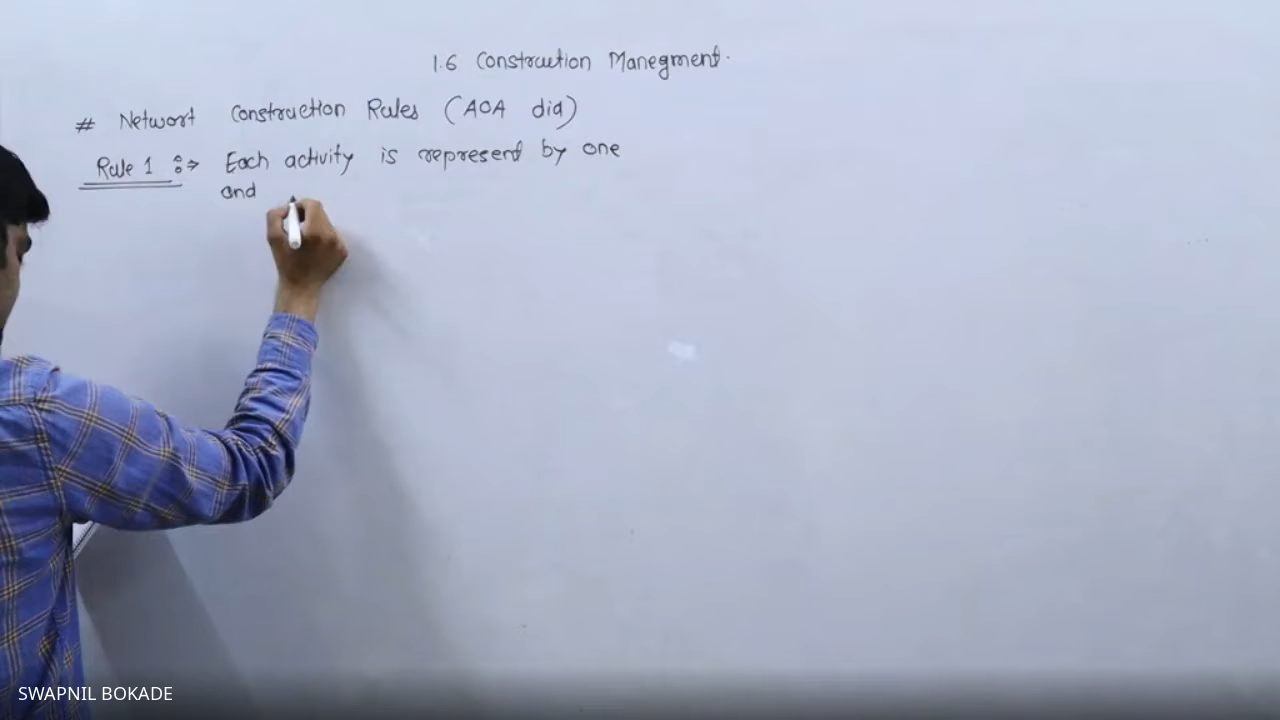 1.6 Construction Manegment.
# Network Construction Rules (AOA dia)
Rule 1 :→ Each activity is represent by one
and
SWAPNIL BOKADE